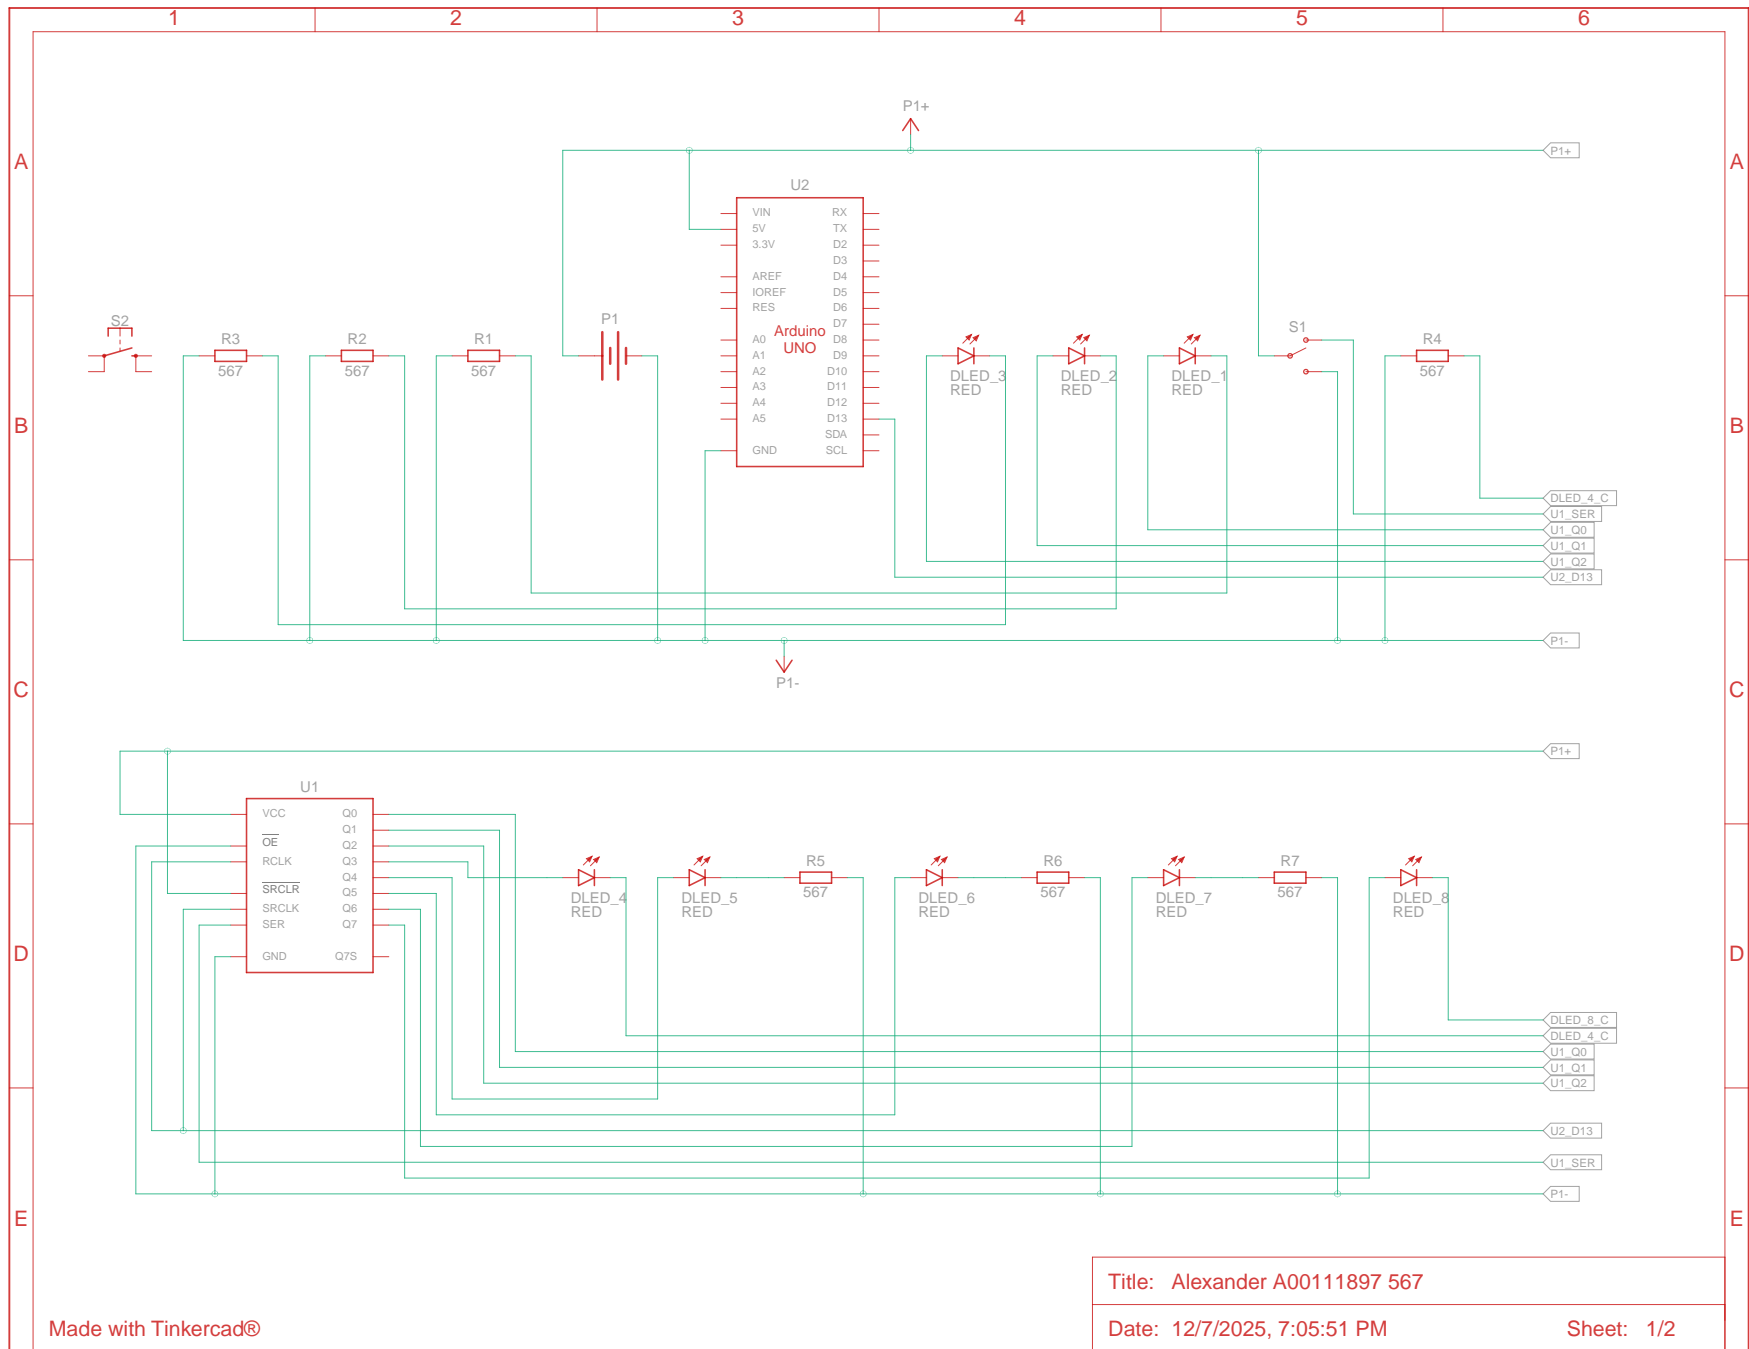 1 2 3 4 5 6
P1+
A P1+ A
U2
VIN RX
5V TX
3.3V D2
D3
AREF D4
IOREF D5
RES D6
D7
Arduino
UNO
A0 D8
A1 D9
A2 D10
A3 D11
A4 D12
A5 D13
SDA
GND SCL
S2 R3 R2 R1 P1 S1 R4
567 567 567 567
DLED_3 DLED_2 DLED_1
RED RED RED
B B
DLED_4_C
U1_SER
U1_Q0
U1_Q1
U1_Q2
U2_D13
P1-
P1-
C C
P1+
U1
VCC Q0
Q1
OE Q2
RCLK Q3
Q4
SRCLR Q5
SRCLK Q6
SER Q7
GND Q7S
R5 R6 R7
567 567 567
DLED_4 DLED_5 DLED_6 DLED_7 DLED_8
RED RED RED RED RED
D D
DLED_8_C
DLED_4_C
U1_Q0
U1_Q1
U1_Q2
U2_D13
U1_SER
P1-
E E
Title: Alexander A00111897 567
Made with Tinkercad®
Date: 12/7/2025, 7:05:51 PM Sheet: 1/2